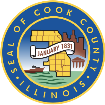 SEAL OF COOK COUNTY
JANUARY 1831
ILLINOIS